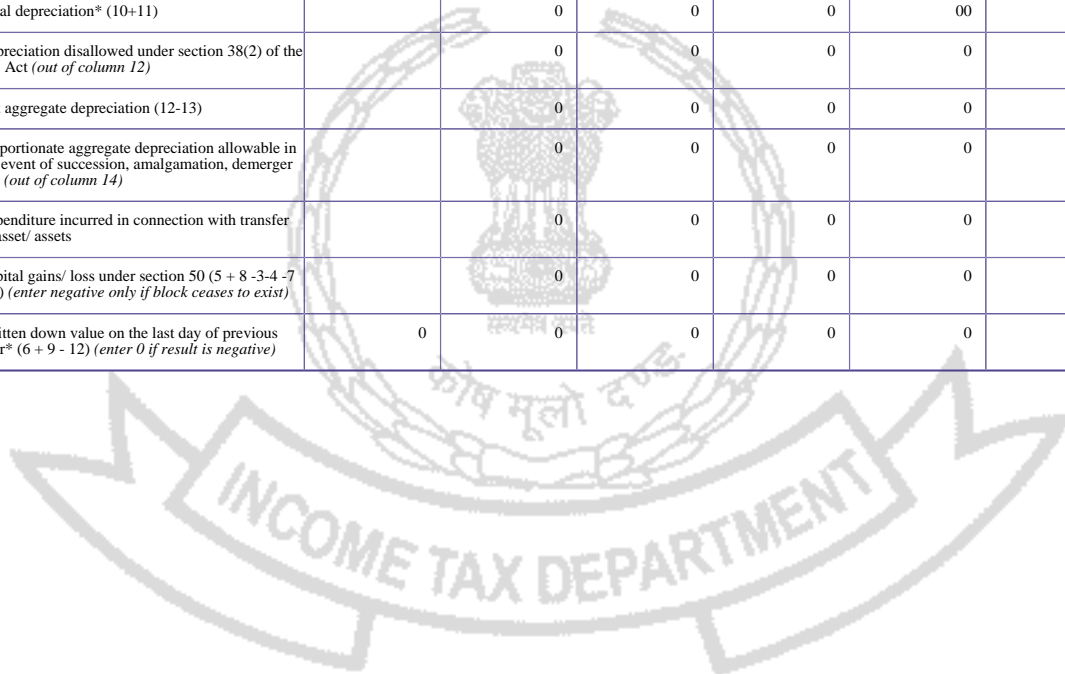 al depreciation* (10+11) 0 0 0 00
preciation disallowed under section 38(2) of the 0 0 0 0
Act (out of column 12)
aggregate depreciation (12-13) 0 0 0 0
portionate aggregate depreciation allowable in 0 0 0 0
event of succession, amalgamation, demerger
(out of column 14)
penditure incurred in connection with transfer 0 0 0 0
asset/ assets
pital gains/ loss under section 50 (5 + 8 -3-4 -7 0 0 0 0
) (enter negative only if block ceases to exist)
itten down value on the last day of previous 0 0 0 0 0
r* (6 + 9 - 12) (enter 0 if result is negative)
सत्यमेव जयते
कोष मूलो दण्ड:
INCOME TAX DEPARTMENT